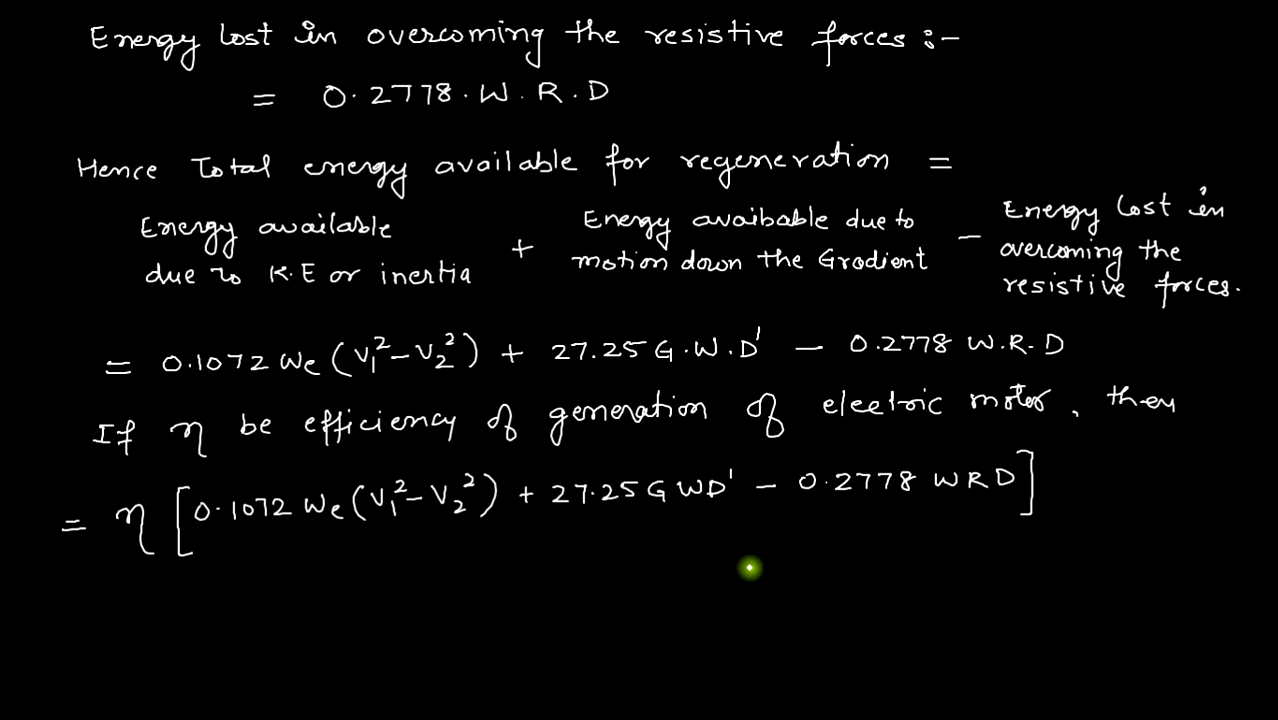 Energy lost in overcoming the resistive forces :-
= 0.2778. W. R. D
Hence Total energy available for regeneration =
Energy available due to K.E or inertia + Energy avaibable due to motion down the Gradient - Energy lost in overcoming the resistive forces.
= 0.1072 We (V₁² - V₂²) + 27.25 G.W.D' - 0.2778 W.R.D
If η be efficiency of generation of electric motor, then
= η [0.1072 We (V₁² - V₂²) + 27.25 G W D' - 0.2778 W R D]